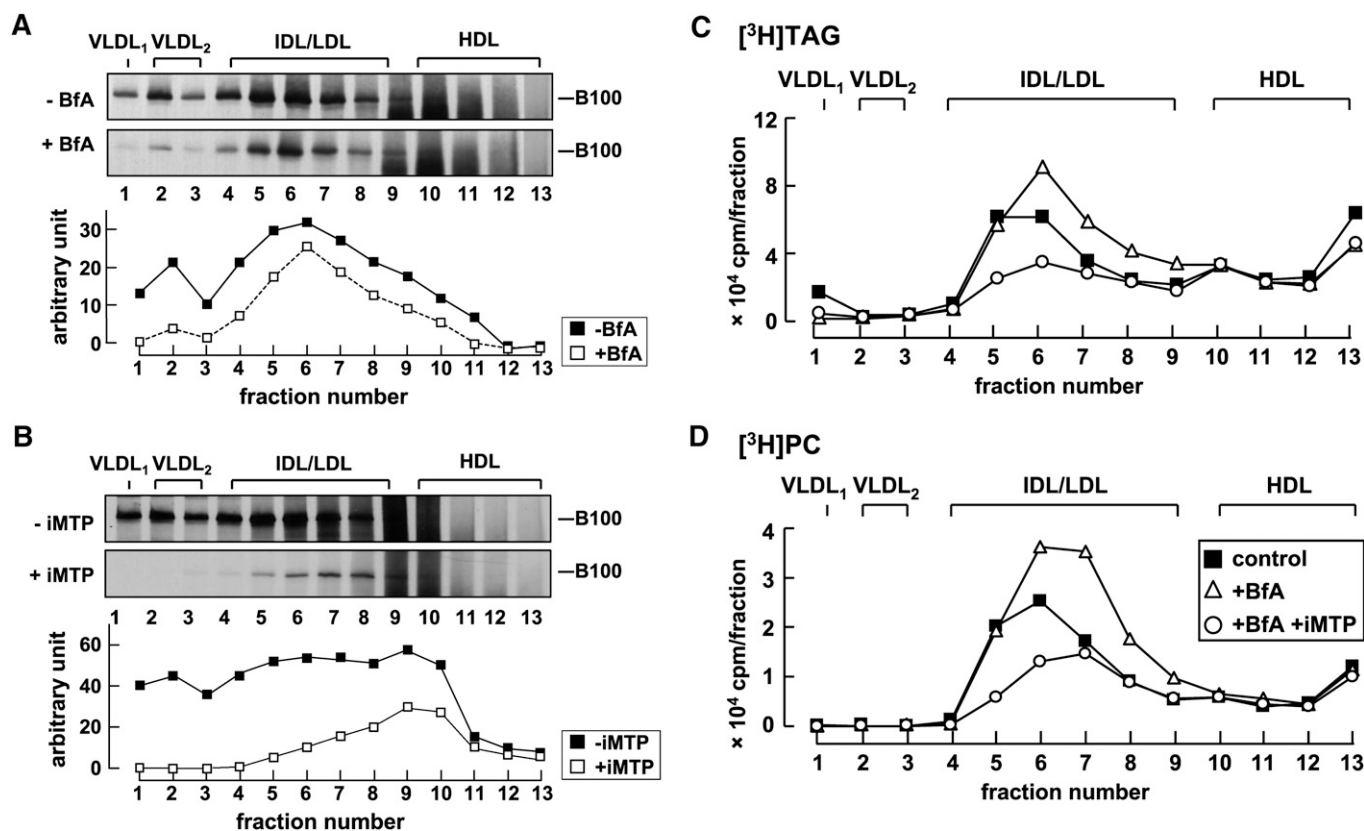 A
VLDL₁ VLDL₂ IDL/LDL HDL
- BfA —B100
+ BfA —B100
1 2 3 4 5 6 7 8 9 10 11 12 13
arbitrary unit
30
20
10
0
-BfA
+BfA
1 2 3 4 5 6 7 8 9 10 11 12 13
fraction number
B
VLDL₁ VLDL₂ IDL/LDL HDL
- iMTP —B100
+ iMTP —B100
1 2 3 4 5 6 7 8 9 10 11 12 13
arbitrary unit
60
40
20
0
-iMTP
+iMTP
1 2 3 4 5 6 7 8 9 10 11 12 13
fraction number
C [³H]TAG
VLDL₁ VLDL₂ IDL/LDL HDL
× 10⁴ cpm/fraction
12
8
4
0
1 2 3 4 5 6 7 8 9 10 11 12 13
fraction number
D [³H]PC
VLDL₁ VLDL₂ IDL/LDL HDL
× 10⁴ cpm/fraction
4
3
2
1
0
control
+BfA
+BfA +iMTP
1 2 3 4 5 6 7 8 9 10 11 12 13
fraction number